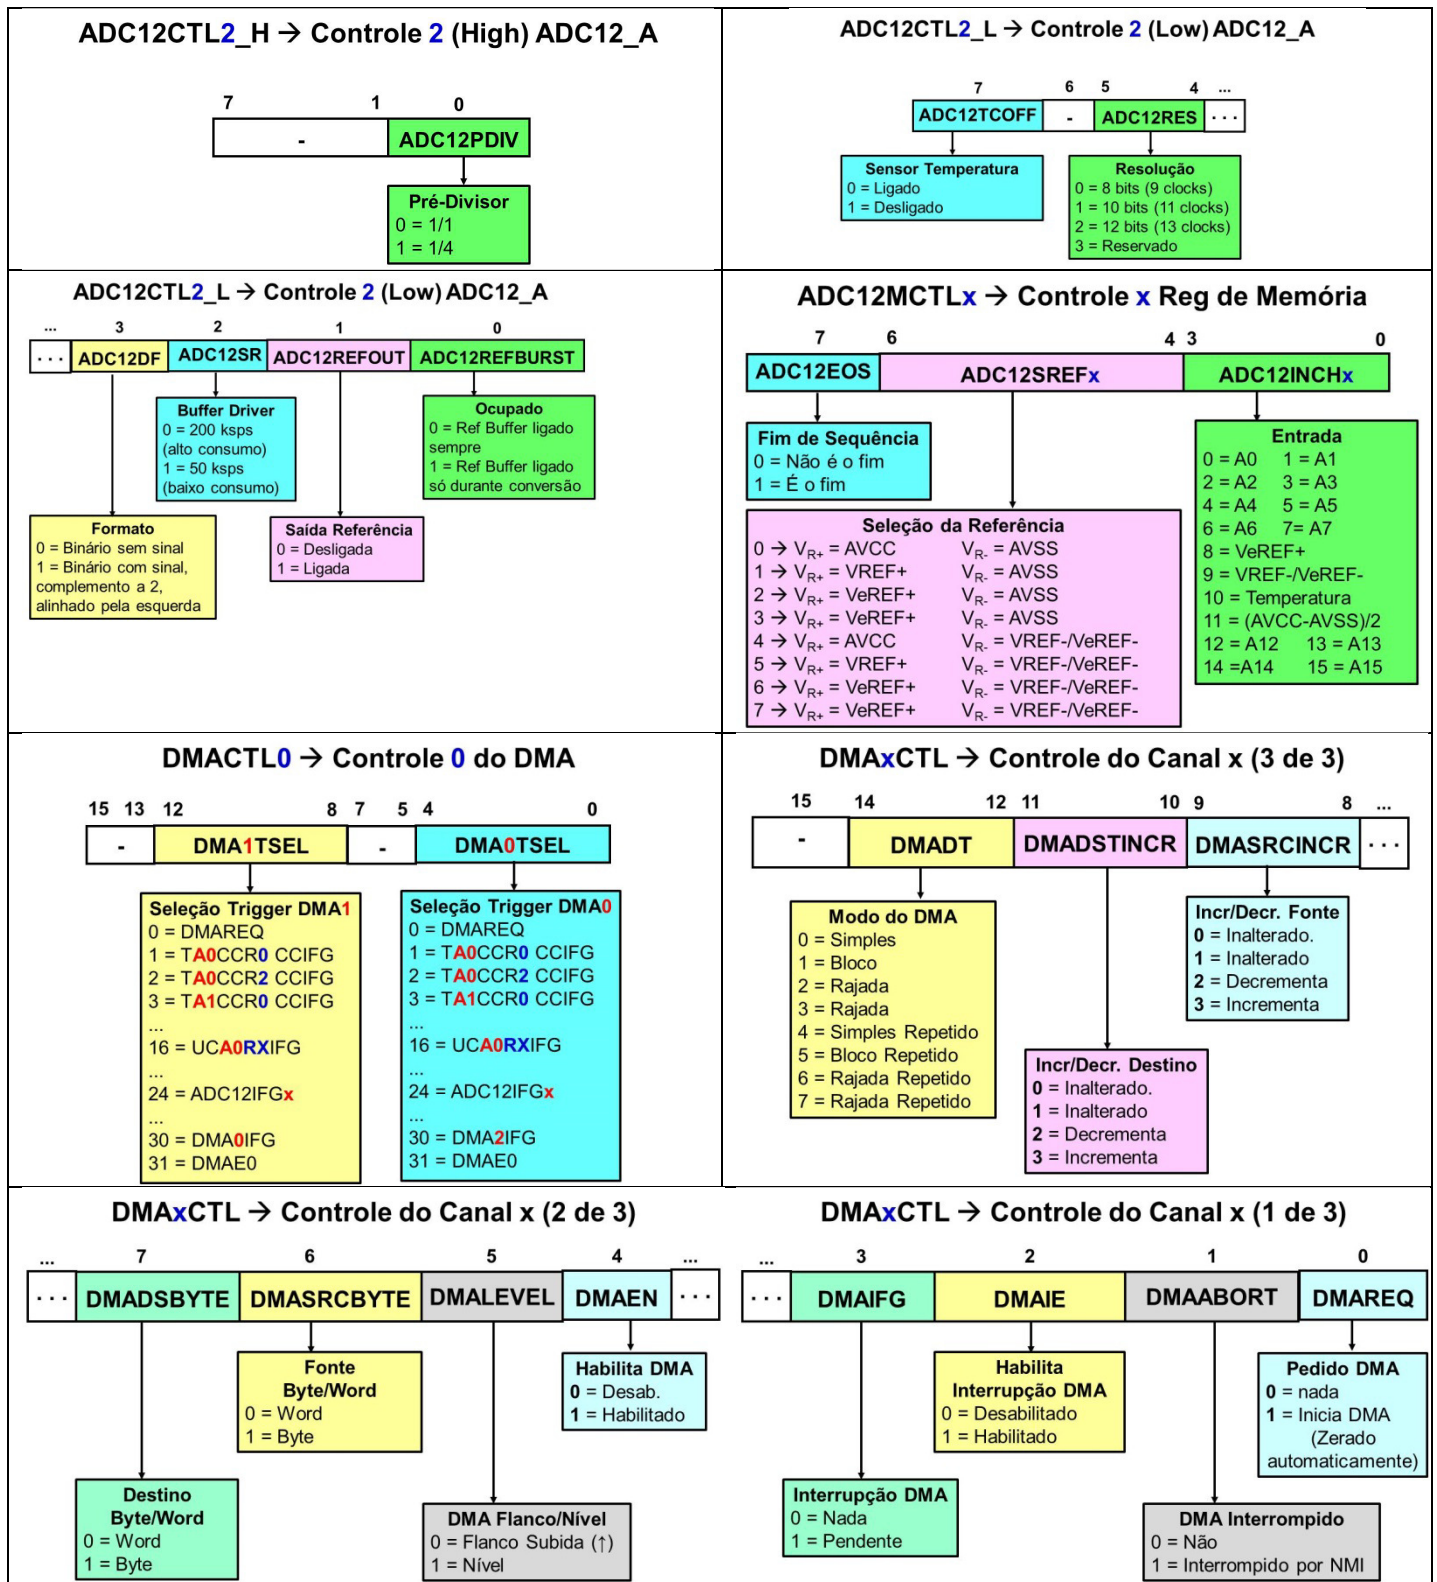 ADC12CTL2_H → Controle 2 (High) ADC12_A
7 1 0
- ADC12PDIV
Pré-Divisor
0 = 1/1
1 = 1/4
ADC12CTL2_L → Controle 2 (Low) ADC12_A
7 6 5 4 ...
ADC12TCOFF - ADC12RES ...
Sensor Temperatura
0 = Ligado
1 = Desligado
Resolução
0 = 8 bits (9 clocks)
1 = 10 bits (11 clocks)
2 = 12 bits (13 clocks)
3 = Reservado
ADC12CTL2_L → Controle 2 (Low) ADC12_A
... 3 2 1 0
... ADC12DF ADC12SR ADC12REFOUT ADC12REFBURST
Buffer Driver
0 = 200 ksps
(alto consumo)
1 = 50 ksps
(baixo consumo)
Ocupado
0 = Ref Buffer ligado
sempre
1 = Ref Buffer ligado
só durante conversão
Formato
0 = Binário sem sinal
1 = Binário com sinal,
complemento a 2,
alinhado pela esquerda
Saída Referência
0 = Desligada
1 = Ligada
ADC12MCTLx → Controle x Reg de Memória
7 6 4 3 0
ADC12EOS ADC12SREFx ADC12INCHx
Fim de Sequência
0 = Não é o fim
1 = É o fim
Seleção da Referência
0 → VR+ = AVCC VR- = AVSS
1 → VR+ = VREF+ VR- = AVSS
2 → VR+ = VeREF+ VR- = AVSS
3 → VR+ = VeREF+ VR- = AVSS
4 → VR+ = AVCC VR- = VREF-/VeREF-
5 → VR+ = VREF+ VR- = VREF-/VeREF-
6 → VR+ = VeREF+ VR- = VREF-/VeREF-
7 → VR+ = VeREF+ VR- = VREF-/VeREF-
Entrada
0 = A0 1 = A1
2 = A2 3 = A3
4 = A4 5 = A5
6 = A6 7= A7
8 = VeREF+
9 = VREF-/VeREF-
10 = Temperatura
11 = (AVCC-AVSS)/2
12 = A12 13 = A13
14 =A14 15 = A15
DMACTL0 → Controle 0 do DMA
15 13 12 8 7 5 4 0
- DMA1TSEL - DMA0TSEL
Seleção Trigger DMA1
0 = DMAREQ
1 = TA0CCR0 CCIFG
2 = TA0CCR2 CCIFG
3 = TA1CCR0 CCIFG
...
16 = UCA0RXIFG
...
24 = ADC12IFGx
...
30 = DMA0IFG
31 = DMAE0
Seleção Trigger DMA0
0 = DMAREQ
1 = TA0CCR0 CCIFG
2 = TA0CCR2 CCIFG
3 = TA1CCR0 CCIFG
...
16 = UCA0RXIFG
...
24 = ADC12IFGx
...
30 = DMA2IFG
31 = DMAE0
DMAxCTL → Controle do Canal x (3 de 3)
15 14 12 11 10 9 8 ...
- DMADT DMADSTINCR DMASRCINCR ...
Modo do DMA
0 = Simples
1 = Bloco
2 = Rajada
3 = Rajada
4 = Simples Repetido
5 = Bloco Repetido
6 = Rajada Repetido
7 = Rajada Repetido
Incr/Decr. Fonte
0 = Inalterado.
1 = Inalterado
2 = Decrementa
3 = Incrementa
Incr/Decr. Destino
0 = Inalterado.
1 = Inalterado
2 = Decrementa
3 = Incrementa
DMAxCTL → Controle do Canal x (2 de 3)
... 7 6 5 4 ...
... DMADSBYTE DMASRCBYTE DMALEVEL DMAEN ...
Fonte
Byte/Word
0 = Word
1 = Byte
Habilita DMA
0 = Desab.
1 = Habilitado
Destino
Byte/Word
0 = Word
1 = Byte
DMA Flanco/Nível
0 = Flanco Subida (↑)
1 = Nível
DMAxCTL → Controle do Canal x (1 de 3)
... 3 2 1 0
... DMAIFG DMAIE DMAABORT DMAREQ
Habilita
Interrupção DMA
0 = Desabilitado
1 = Habilitado
Pedido DMA
0 = nada
1 = Inicia DMA
(Zerado
automaticamente)
Interrupção DMA
0 = Nada
1 = Pendente
DMA Interrompido
0 = Não
1 = Interrompido por NMI